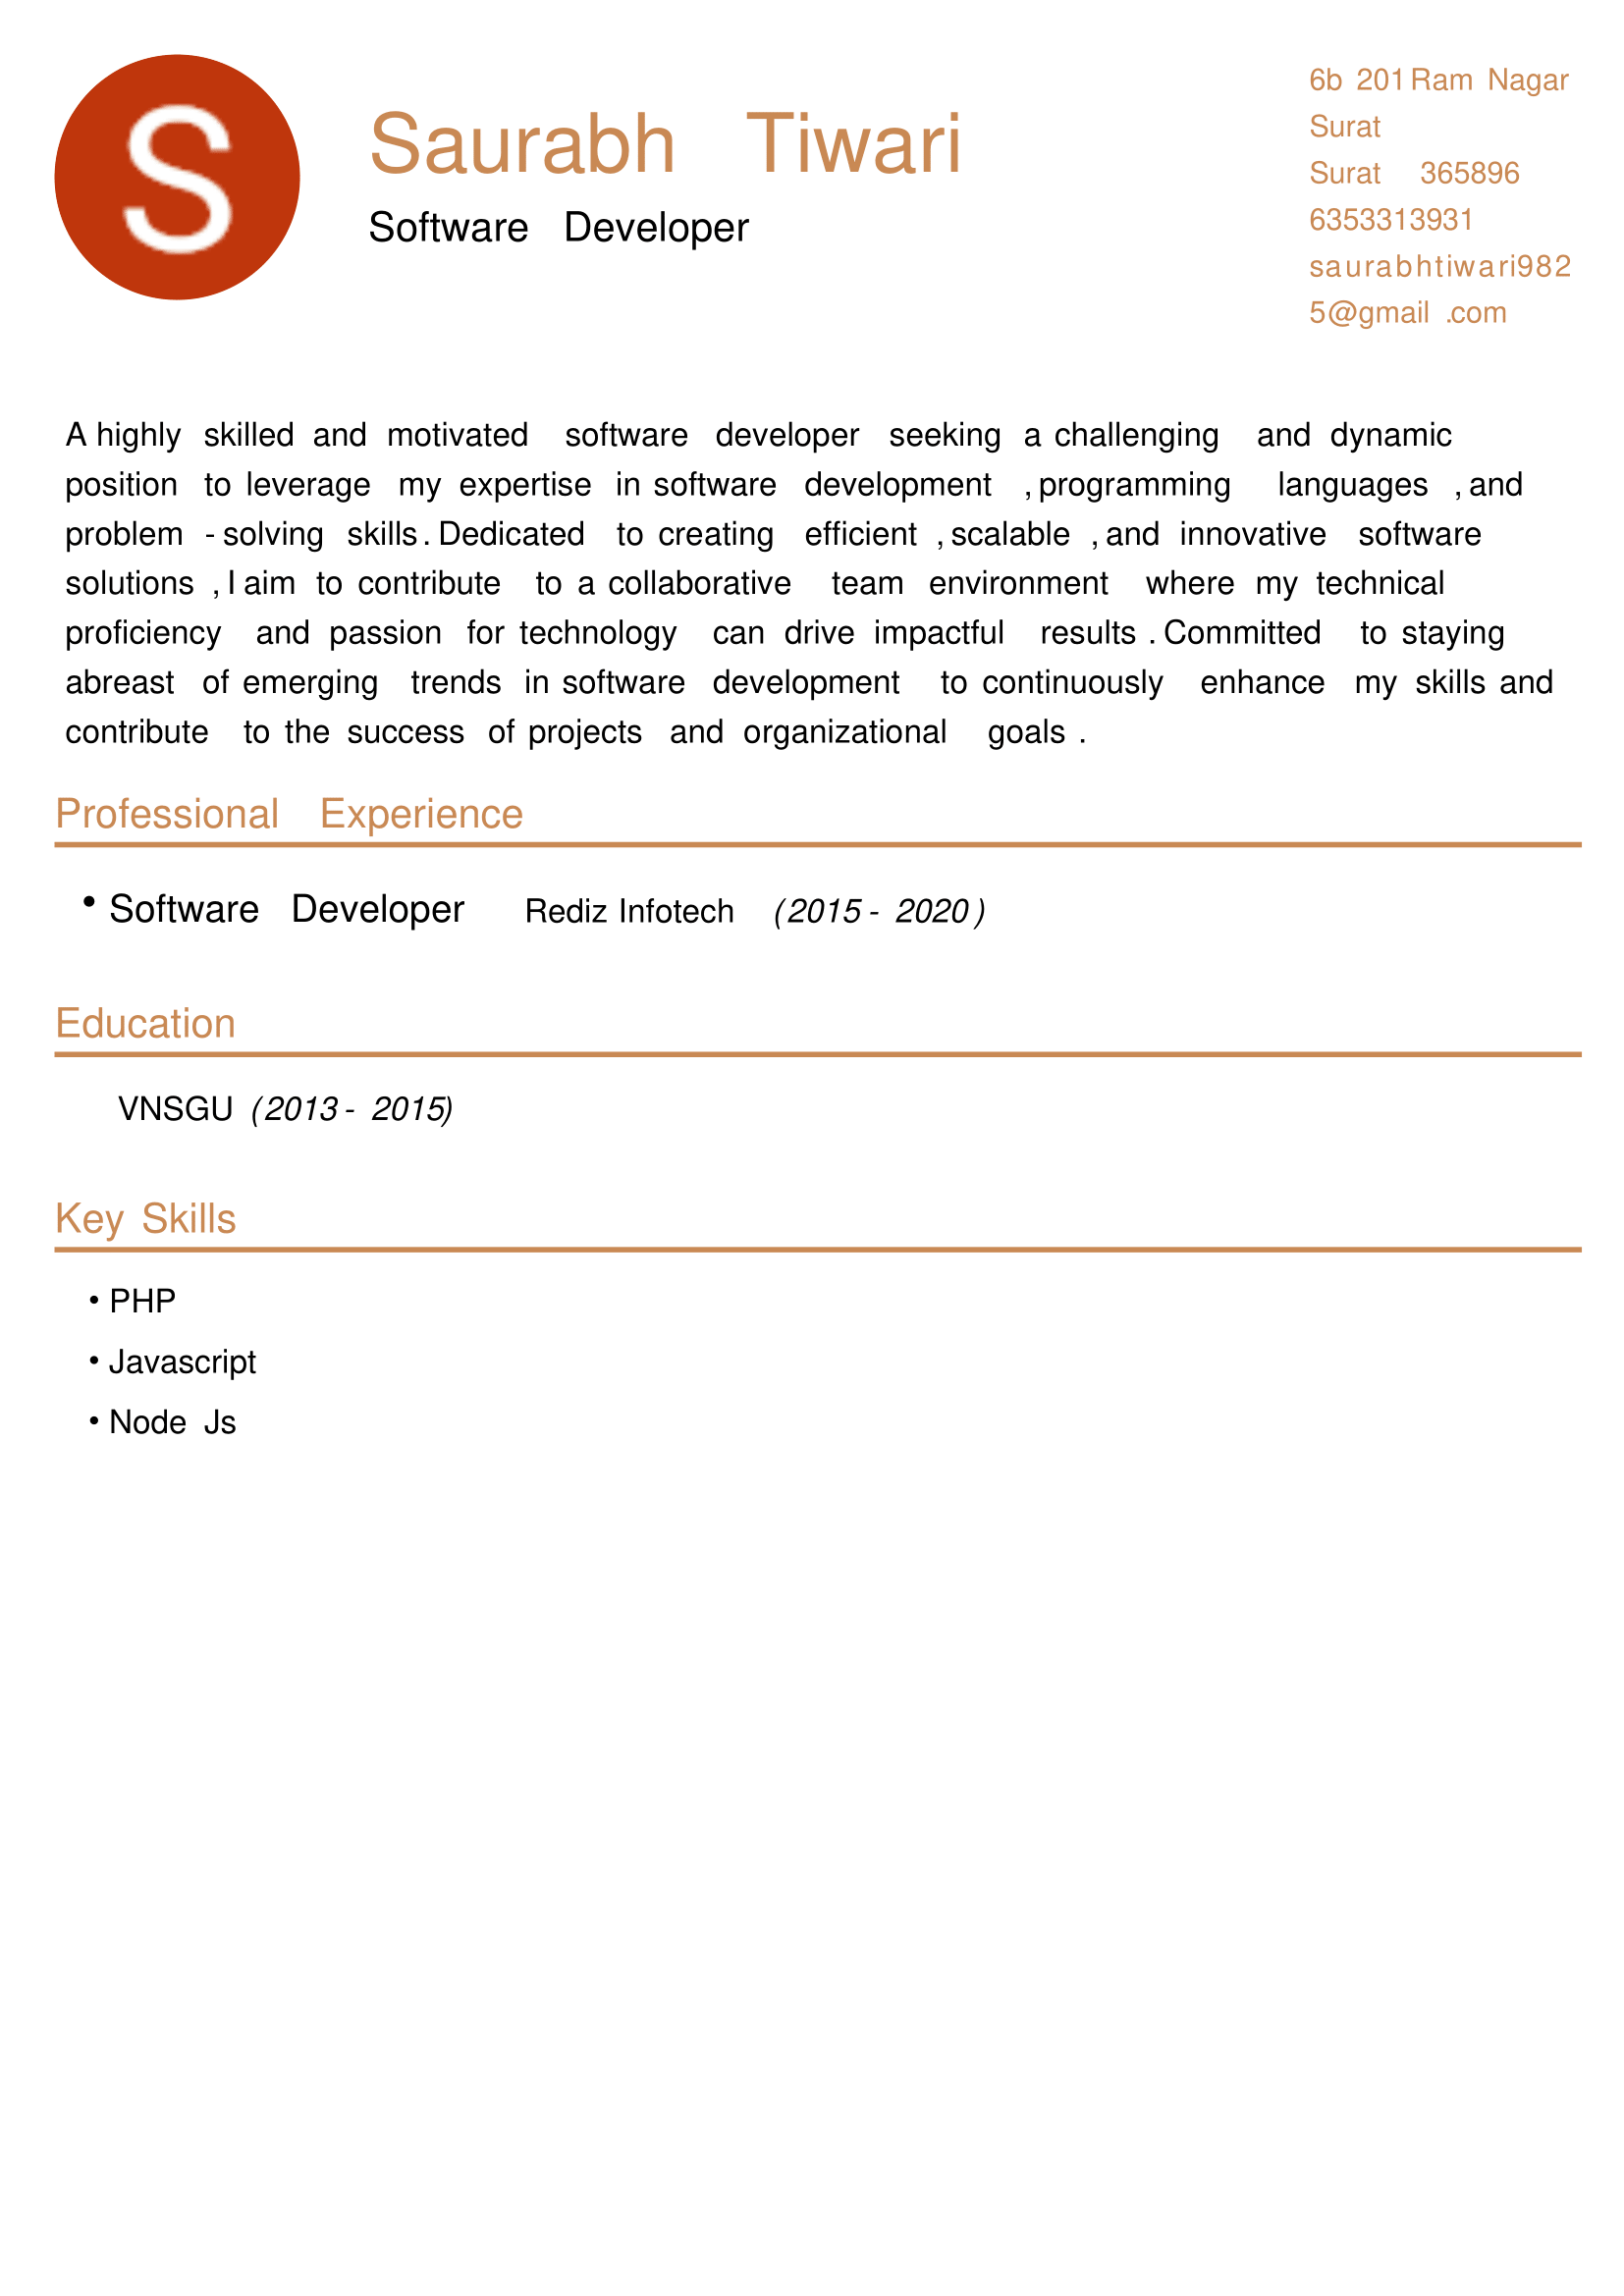 S
Saurabh Tiwari
Software Developer
6b 201 Ram Nagar
Surat
Surat 365896
6353313931
saurabhtiwari982
5@gmail .com
A highly skilled and motivated software developer seeking a challenging and dynamic
position to leverage my expertise in software development , programming languages , and
problem - solving skills . Dedicated to creating efficient , scalable , and innovative software
solutions , I aim to contribute to a collaborative team environment where my technical
proficiency and passion for technology can drive impactful results . Committed to staying
abreast of emerging trends in software development to continuously enhance my skills and
contribute to the success of projects and organizational goals .
Professional Experience
• Software Developer Rediz Infotech (2015 - 2020)
Education
VNSGU (2013 - 2015)
Key Skills
• PHP
• Javascript
• Node Js